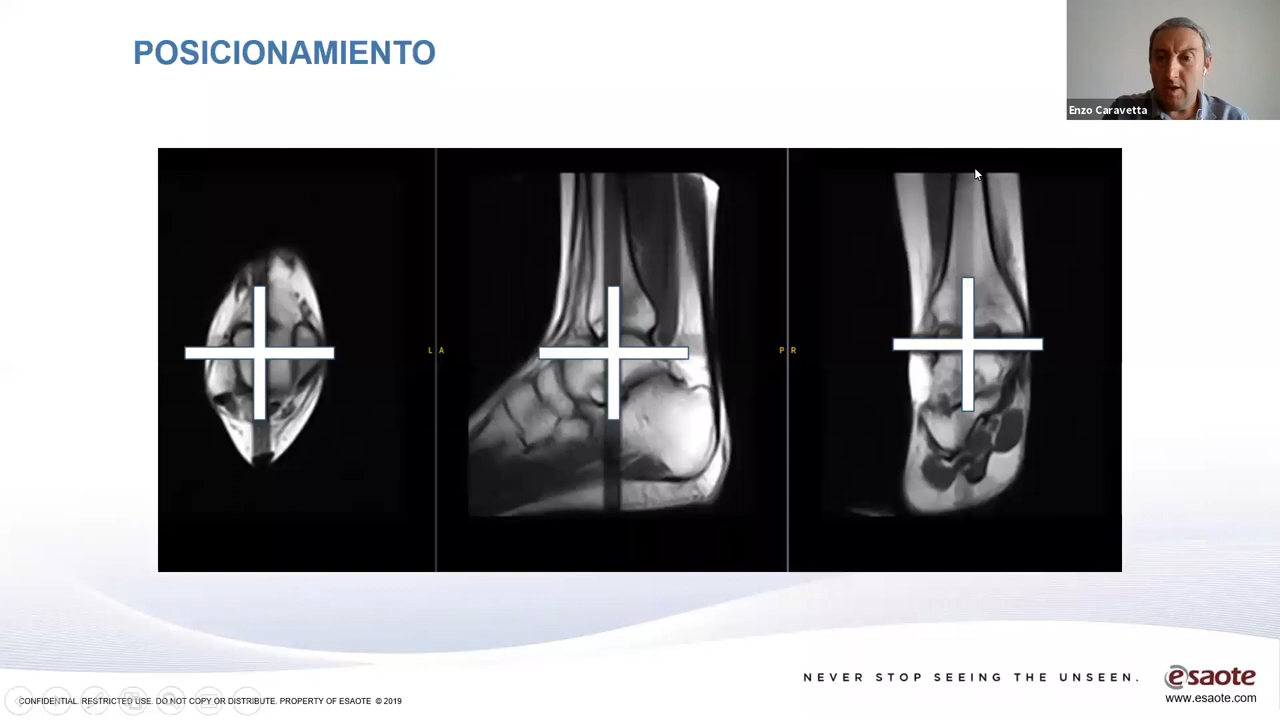 POSICIONAMIENTO
Enzo Caravetta
L A
P R
NEVER STOP SEEING THE UNSEEN.
esaote
www.esaote.com
CONFIDENTIAL. RESTRICTED USE. DO NOT COPY OR DISTRIBUTE. PROPERTY OF ESAOTE © 2019